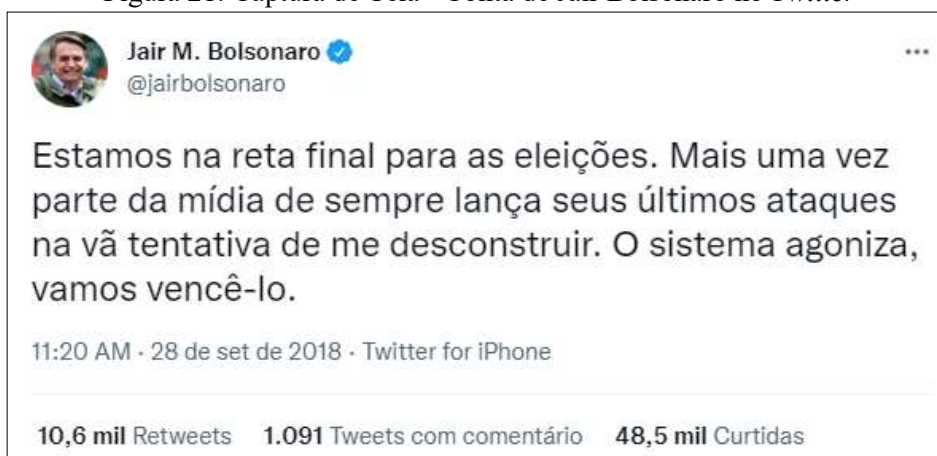 Jair M. Bolsonaro
@jairbolsonaro
Estamos na reta final para as eleições. Mais uma vez
parte da mídia de sempre lança seus últimos ataques
na vã tentativa de me desconstruir. O sistema agoniza,
vamos vencê-lo.
11:20 AM · 28 de set de 2018 · Twitter for iPhone
10,6 mil Retweets 1.091 Tweets com comentário 48,5 mil Curtidas